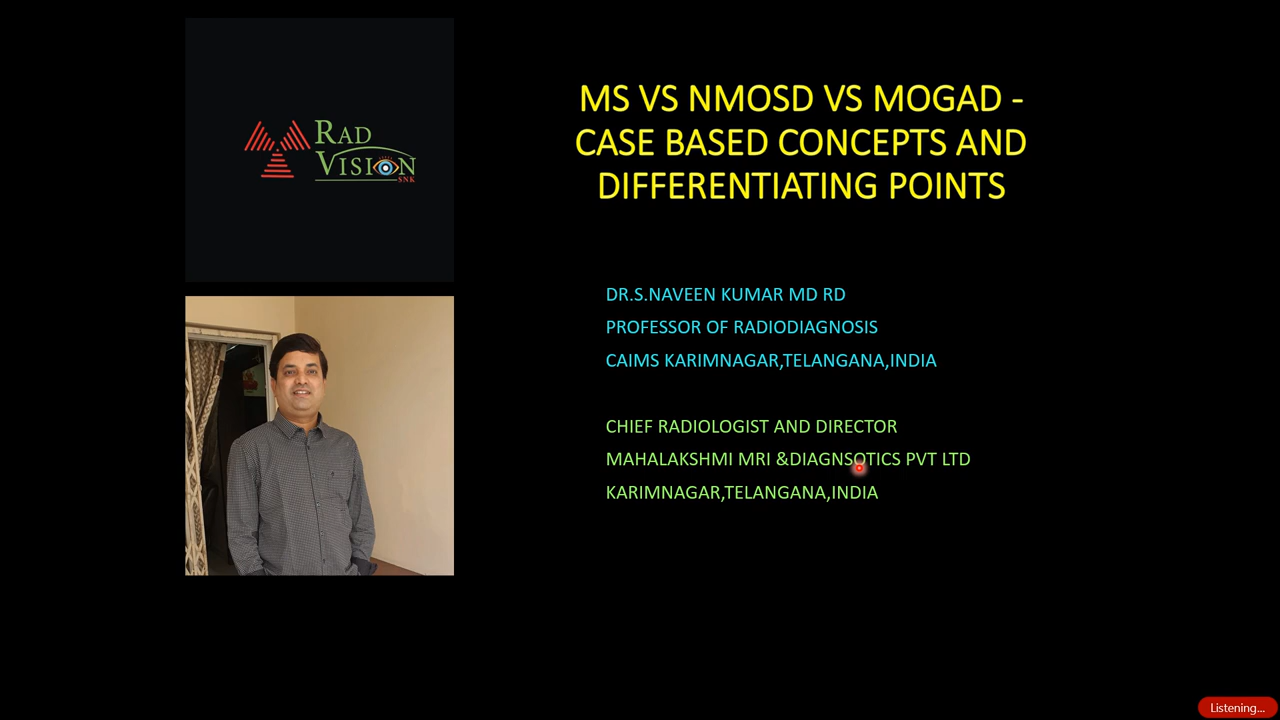 RAD
VISION
SNK
MS VS NMOSD VS MOGAD -
CASE BASED CONCEPTS AND
DIFFERENTIATING POINTS
DR.S.NAVEEN KUMAR MD RD
PROFESSOR OF RADIODIAGNOSIS
CAIMS KARIMNAGAR,TELANGANA,INDIA
CHIEF RADIOLOGIST AND DIRECTOR
MAHALAKSHMI MRI &DIAGNSOTICS PVT LTD
KARIMNAGAR,TELANGANA,INDIA
Listening...